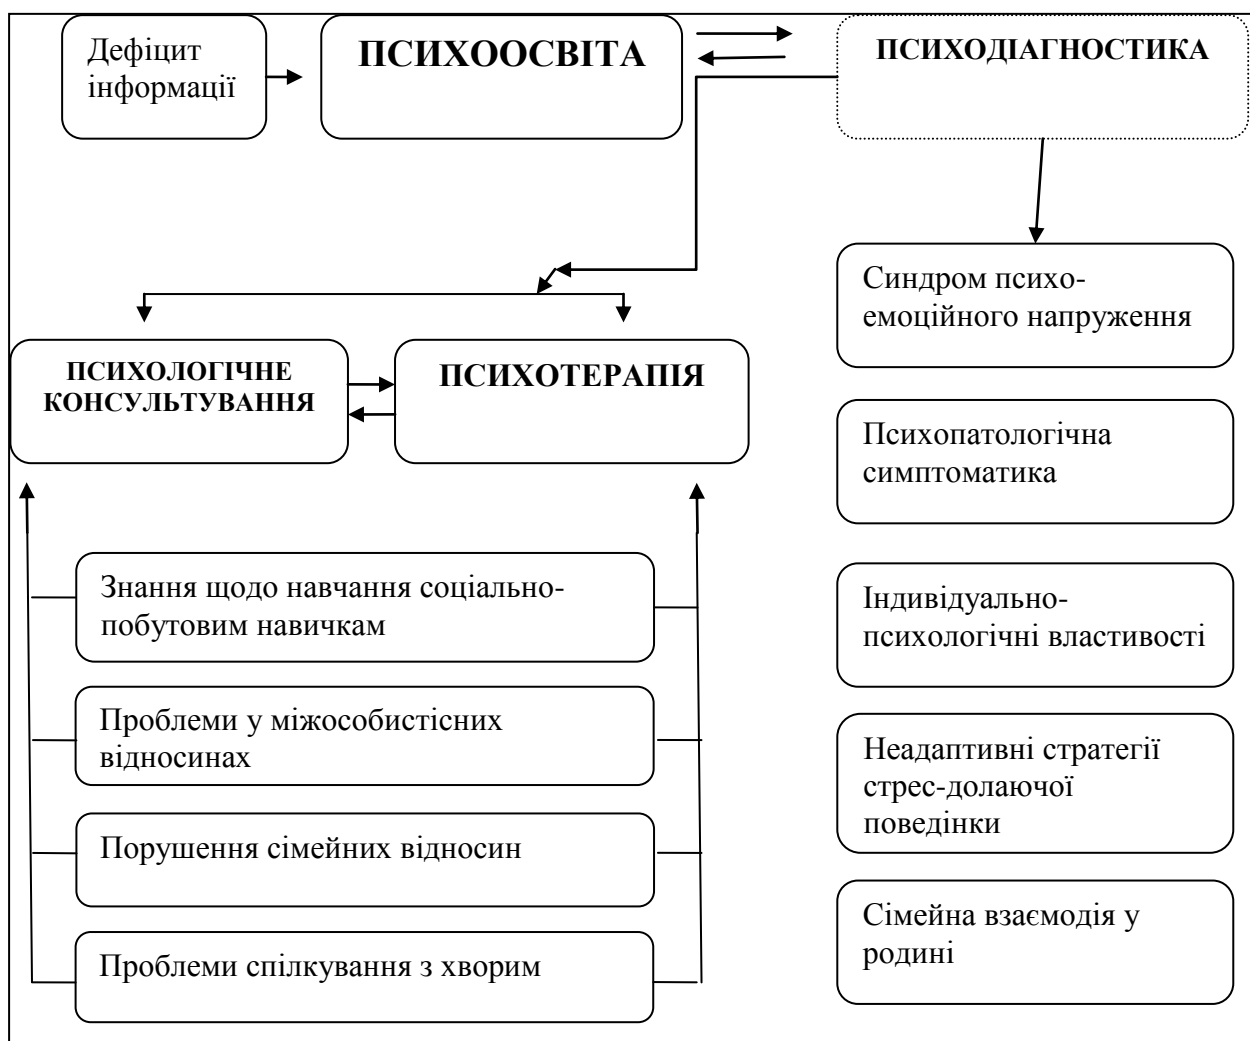 Дефіцит
інформації
ПСИХООСВІТА
ПСИХОДІАГНОСТИКА
ПСИХОЛОГІЧНЕ
КОНСУЛЬТУВАННЯ
ПСИХОТЕРАПІЯ
Знання щодо навчання соціально-
побутовим навичкам
Проблеми у міжособистісних
відносинах
Порушення сімейних відносин
Проблеми спілкування з хворим
Синдром психо-
емоційного напруження
Психопатологічна
симптоматика
Індивідуально-
психологічні властивості
Неадаптивні стратегії
стрес-долаючої
поведінки
Сімейна взаємодія у
родині